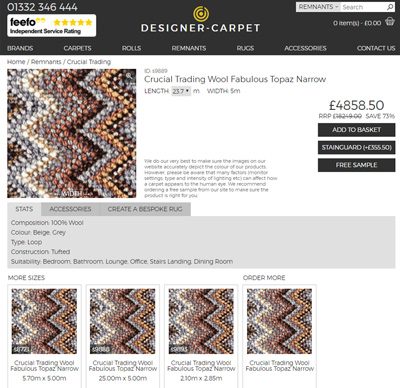 01332 346 444
feefo
Independent Service Rating
DESIGNER·CARPET
REMNANTS Search
0 item(s) - £0.00
BRANDS CARPETS ROLLS REMNANTS RUGS ACCESSORIES CONTACT US
Home / Remnants / Crucial Trading
ID: s9889
Crucial Trading Wool Fabulous Topaz Narrow
LENGTH: 23.7 m WIDTH: 5m
£4858.50
RRP £18249.00 SAVE 73%
ADD TO BASKET
STAINGUARD (+£355.50)
FREE SAMPLE
WIDTH
We do our very best to make sure the images on our
website accurately depict the colour of our products.
However, please be aware that many factors (monitor
settings, type and intensity of lighting etc) can affect how
a carpet appears to the human eye. We recommend
ordering a free sample from our site to make sure the
product is right for you.
STATS ACCESSORIES CREATE A BESPOKE RUG
Composition: 100% Wool
Colour: Beige, Grey
Type: Loop
Construction: Tufted
Suitability: Bedroom, Bathroom, Lounge, Office, Stairs Landing, Dining Room
MORE SIZES ORDER MORE
Crucial Trading Wool
Fabulous Topaz Narrow
5.70m x 5.00m
Crucial Trading Wool
Fabulous Topaz Narrow
25.00m x 5.00m
Crucial Trading Wool
Fabulous Topaz Narrow
2.10m x 2.85m
Crucial Trading Wool
Fabulous Topaz Narrow